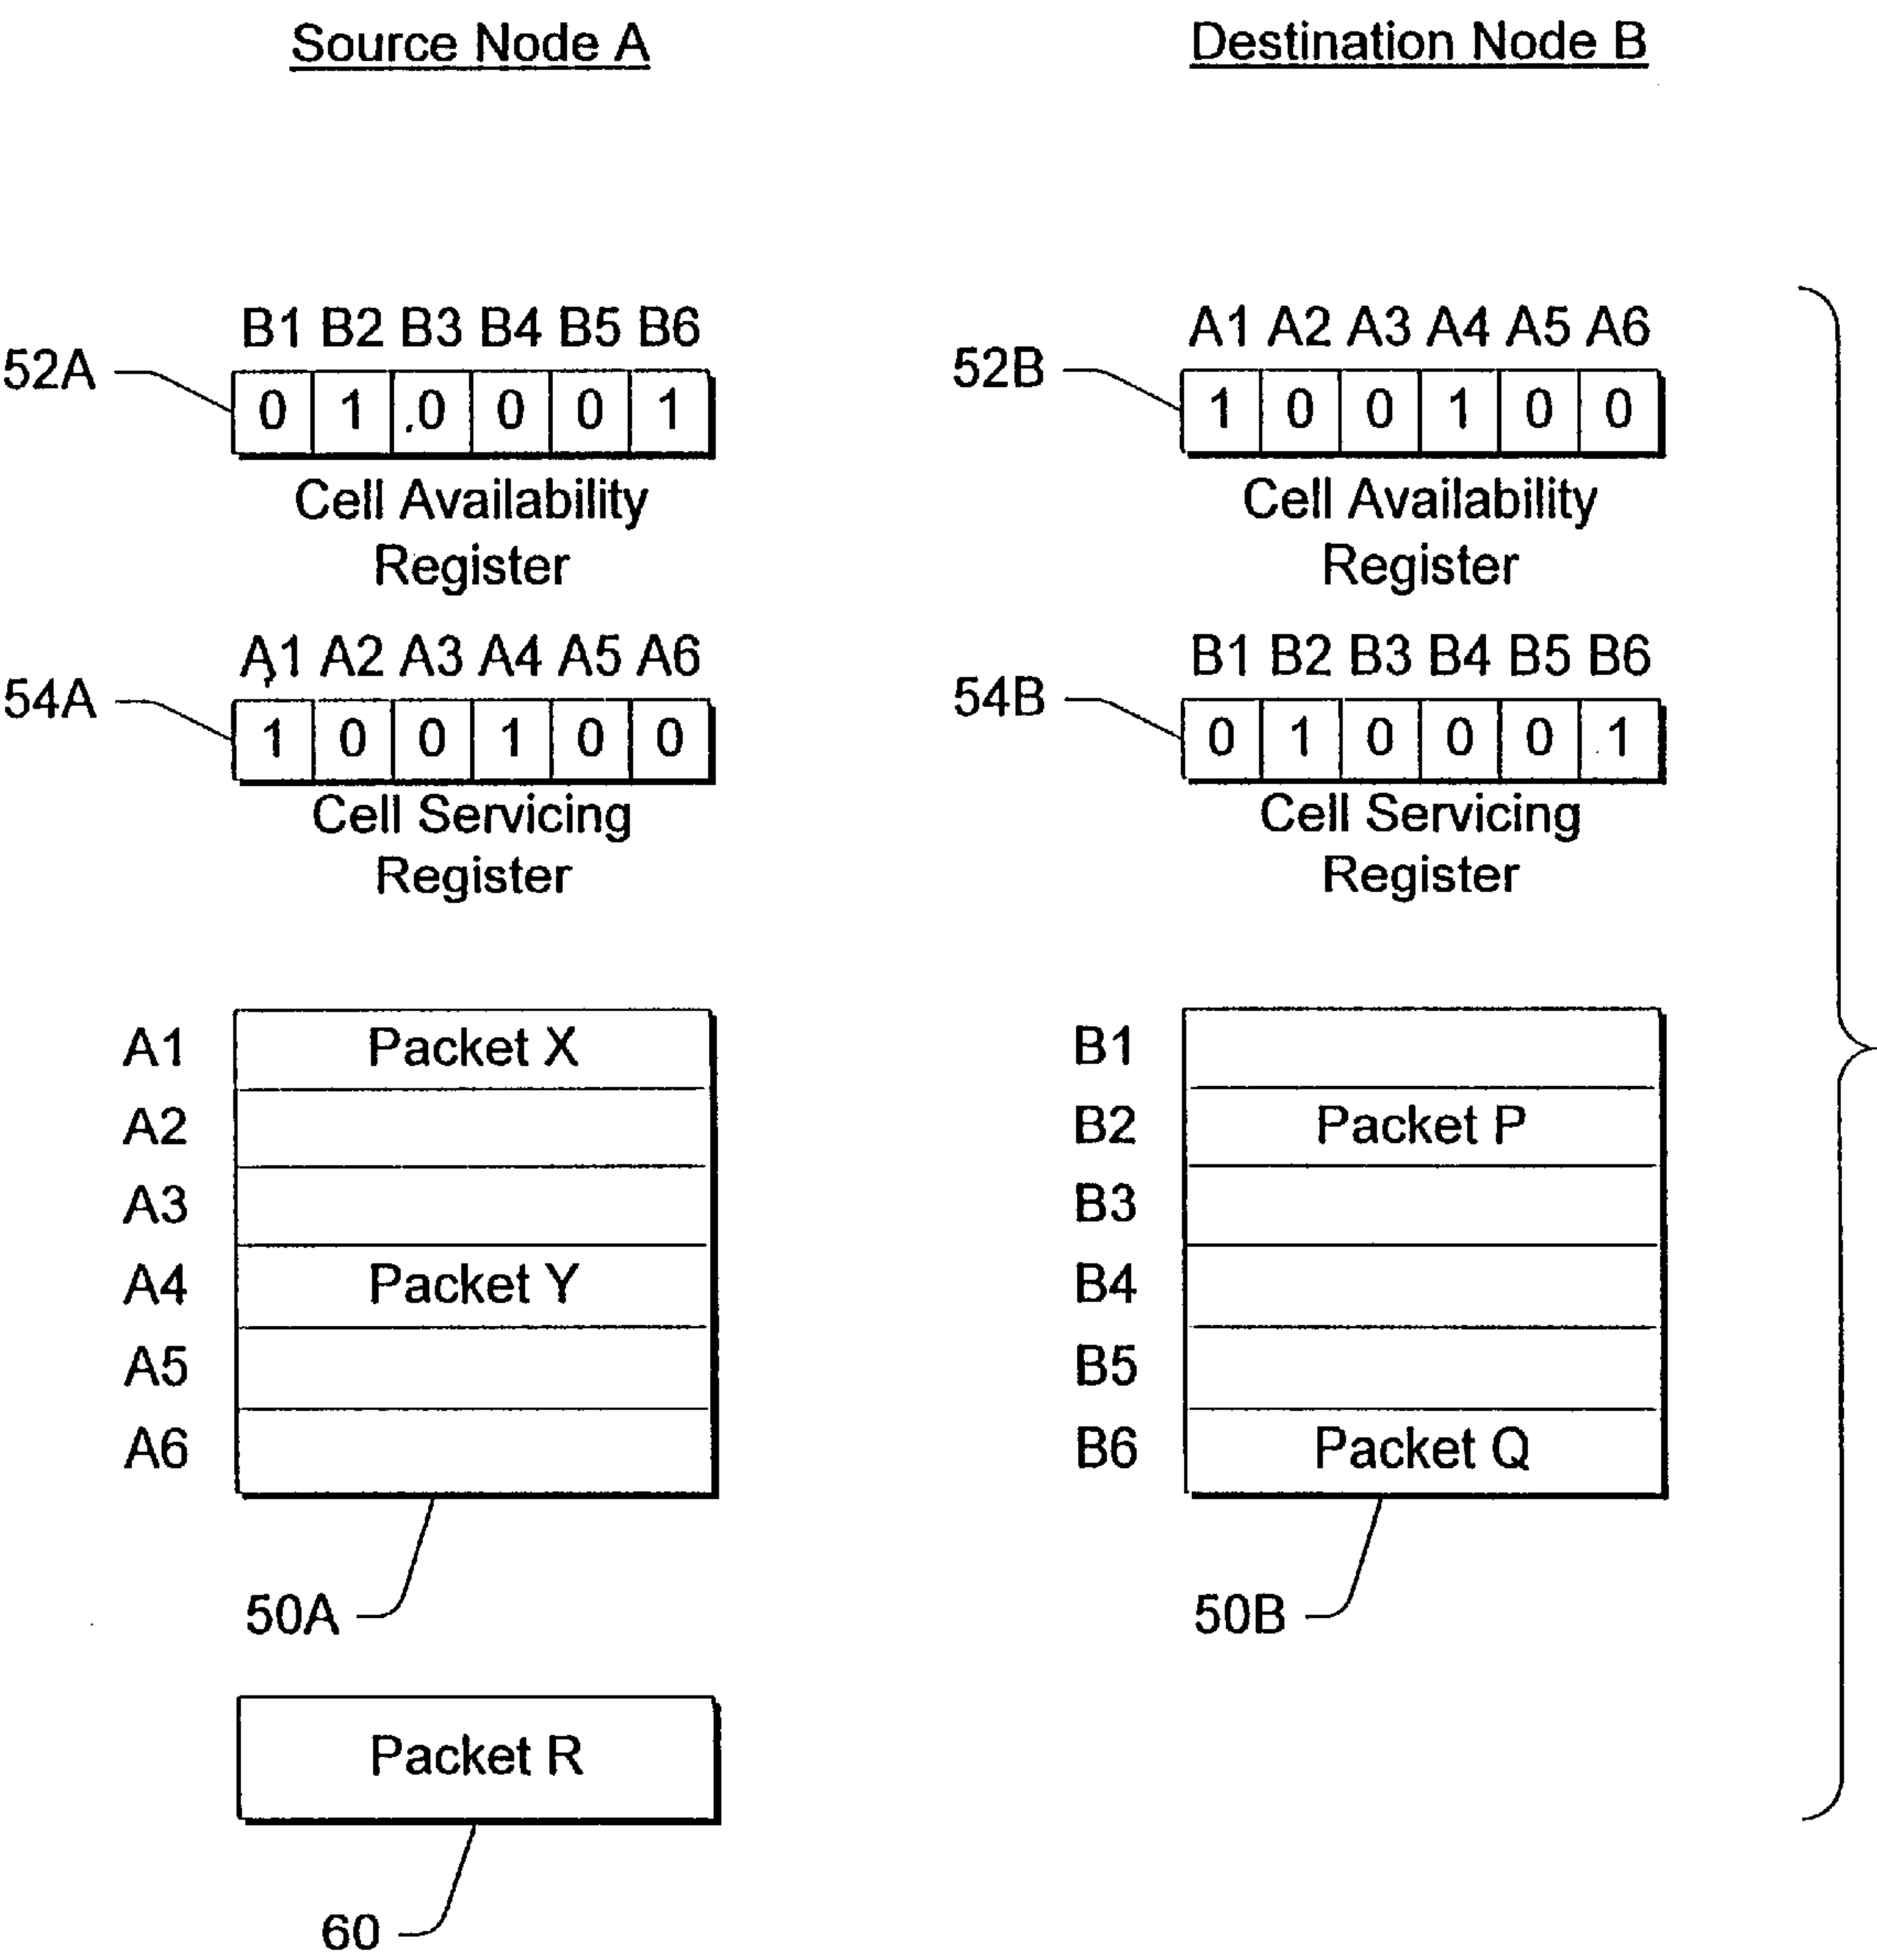 Source Node A
Destination Node B
B1 B2 B3 B4 B5 B6
52A
0 1 0 0 0 1
Cell Availability
Register
A1 A2 A3 A4 A5 A6
52B
1 0 0 1 0 0
Cell Availability
Register
A1 A2 A3 A4 A5 A6
54A
1 0 0 1 0 0
Cell Servicing
Register
B1 B2 B3 B4 B5 B6
54B
0 1 0 0 0 1
Cell Servicing
Register
A1 Packet X
A2
A3
A4 Packet Y
A5
A6
50A
B1
B2 Packet P
B3
B4
B5
B6 Packet Q
50B
Packet R
60